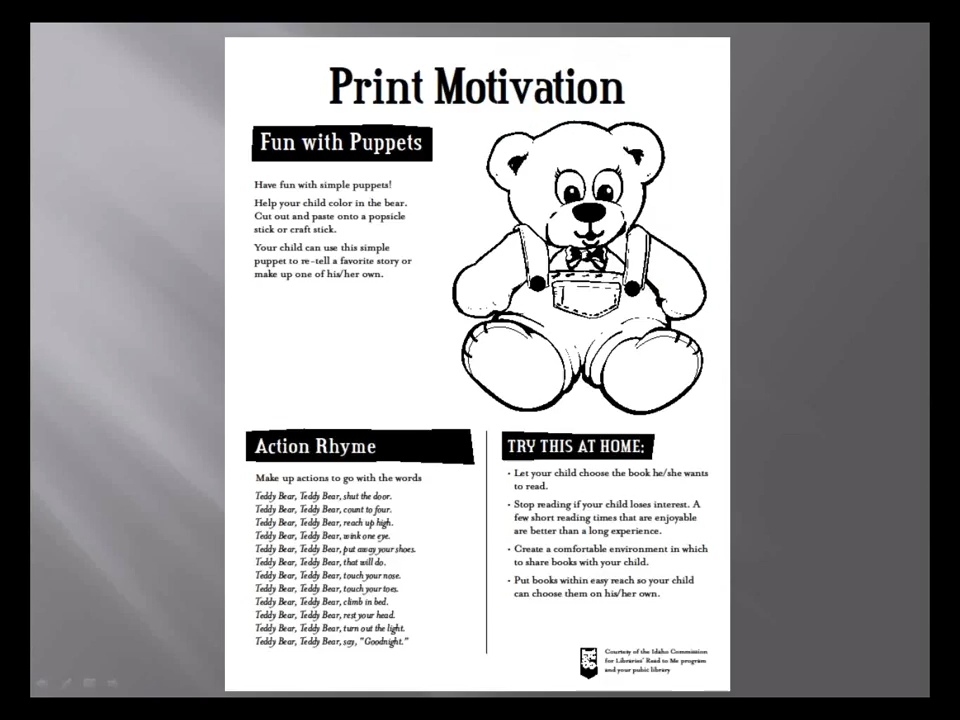 Print Motivation
Fun with Puppets
Have fun with simple puppets!
Help your child color in the bear.
Cut out and paste onto a popsicle
stick or craft stick.
Your child can use this simple
puppet to re-tell a favorite story or
make up one of his/her own.
Action Rhyme
Make up actions to go with the words
Teddy Bear, Teddy Bear, shut the door.
Teddy Bear, Teddy Bear, count to four.
Teddy Bear, Teddy Bear, reach up high.
Teddy Bear, Teddy Bear, wink one eye.
Teddy Bear, Teddy Bear, put away your shoes.
Teddy Bear, Teddy Bear, that will do.
Teddy Bear, Teddy Bear, touch your nose.
Teddy Bear, Teddy Bear, touch your toes.
Teddy Bear, Teddy Bear, climb in bed.
Teddy Bear, Teddy Bear, rest your head.
Teddy Bear, Teddy Bear, turn out the light.
Teddy Bear, Teddy Bear, say, "Goodnight."
TRY THIS AT HOME:
• Let your child choose the book he/she wants
to read.
• Stop reading if your child loses interest. A
few short reading times that are enjoyable
are better than a long experience.
• Create a comfortable environment in which
to share books with your child.
• Put books within easy reach so your child
can choose them on his/her own.
Courtesy of the Idaho Commission
for Libraries' Read to Me program
and your public library